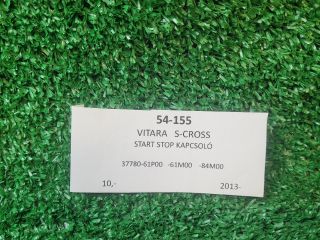 54-155
VITARA S-CROSS
START STOP KAPCSOLÓ
37780-61P00 -61M00 -84M00
10,- 2013-